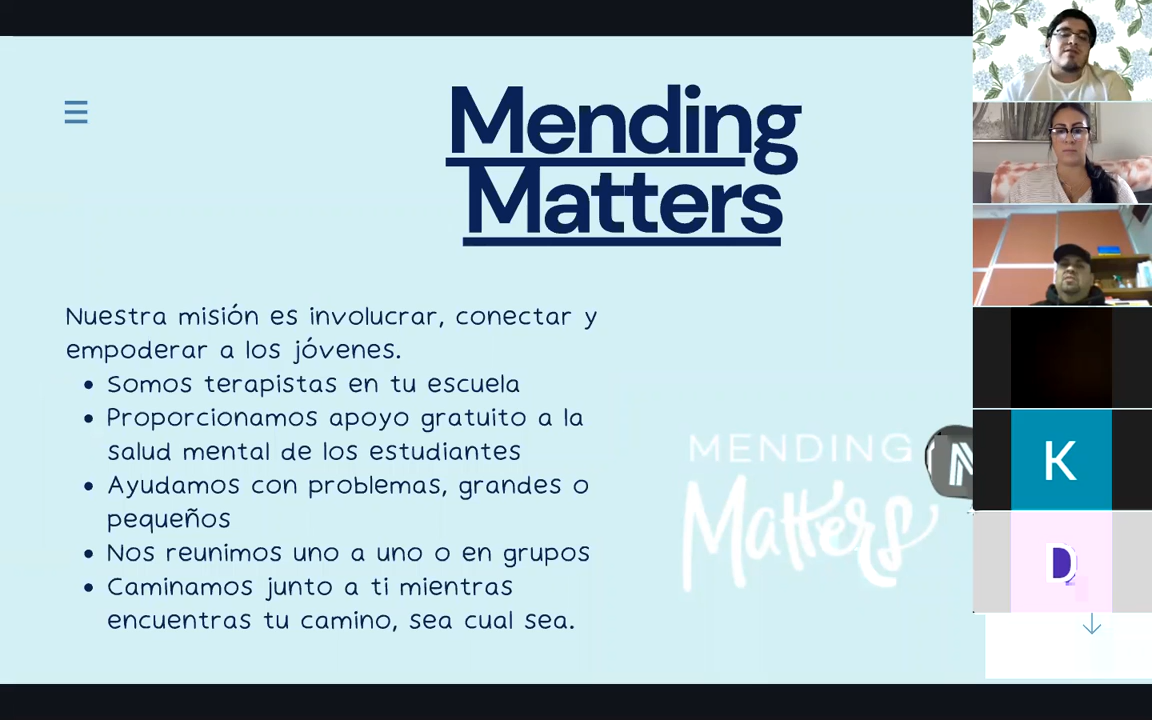 Mending
Matters
Nuestra misión es involucrar, conectar y
empoderar a los jóvenes.
• Somos terapistas en tu escuela
• Proporcionamos apoyo gratuito a la
salud mental de los estudiantes
• Ayudamos con problemas, grandes o
pequeños
• Nos reunimos uno a uno o en grupos
• Caminamos junto a ti mientras
encuentras tu camino, sea cual sea.
MENDING
Matters
K
D